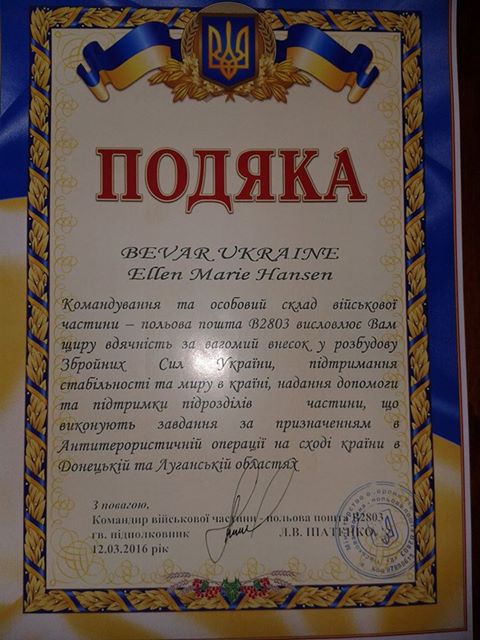 ПОДЯКА
BEVAR UKRAINE
Ellen Marie Hansen
Командування та особовий склад військової
частини – польова пошта В2803 висловлює Вам
щиру вдячність за вагомий внесок у розбудову
Збройних Сил України, підтримання
стабільності та миру в країні, надання допомоги
та підтримки підрозділів частини, що
виконують завдання за призначенням в
Антитерористичній операції на сході країни в
Донецькій та Луганській областях
З повагою,
Командир військової частини - польова пошта В2803
гв. підполковник Л.В. ШАТЕНКО
12.03.2016 рік